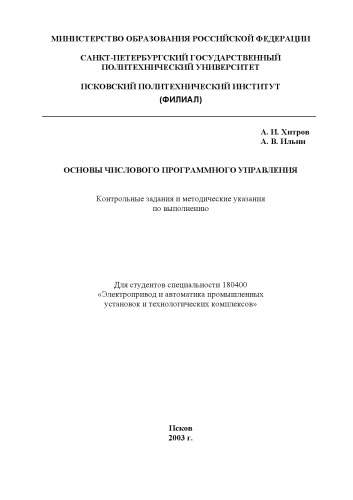 МИНИСТЕРСТВО ОБРАЗОВАНИЯ РОССИЙСКОЙ ФЕДЕРАЦИИ
САНКТ-ПЕТЕРБУРГСКИЙ ГОСУДАРСТВЕННЫЙ
ПОЛИТЕХНИЧЕСКИЙ УНИВЕРСИТЕТ
ПСКОВСКИЙ ПОЛИТЕХНИЧЕСКИЙ ИНСТИТУТ
(ФИЛИАЛ)
А. И. Хитров
А. В. Ильин
ОСНОВЫ ЧИСЛОВОГО ПРОГРАММНОГО УПРАВЛЕНИЯ
Контрольные задания и методические указания
по выполнению
Для студентов специальности 180400
«Электропривод и автоматика промышленных
установок и технологических комплексов»
Псков
2003 г.